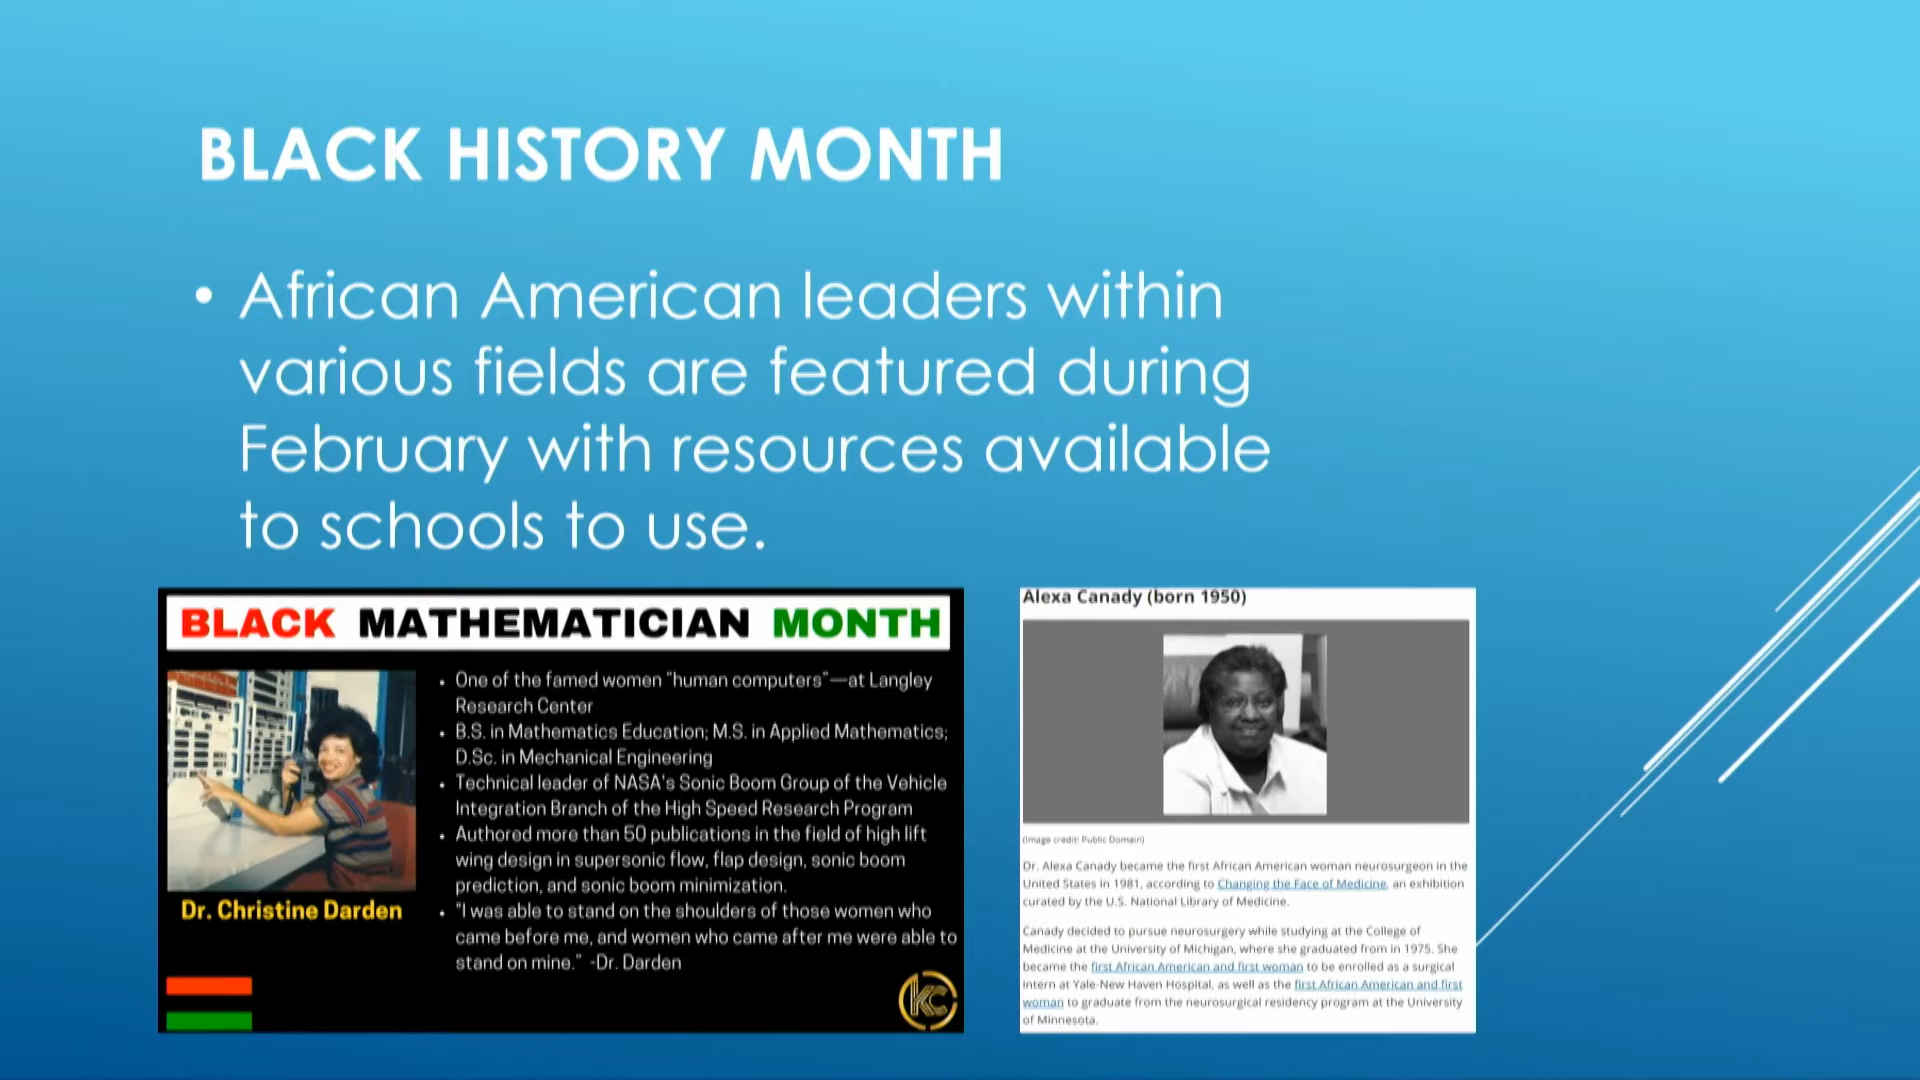 BLACK HISTORY MONTH
• African American leaders within
various fields are featured during
February with resources available
to schools to use.
BLACK MATHEMATICIAN MONTH
• One of the famed women "human computers"—at Langley
Research Center
• B.S. in Mathematics Education; M.S. in Applied Mathematics;
D.Sc. in Mechanical Engineering
• Technical leader of NASA's Sonic Boom Group of the Vehicle
Integration Branch of the High Speed Research Program
• Authored more than 50 publications in the field of high lift
wing design in supersonic flow, flap design, sonic boom
prediction, and sonic boom minimization.
• "I was able to stand on the shoulders of those women who
came before me, and women who came after me were able to
stand on mine." -Dr. Darden
Dr. Christine Darden
KC
Alexa Canady (born 1950)
(Image credit: Public Domain)
Dr. Alexa Canady became the first African American woman neurosurgeon in the
United States in 1981, according to Changing the Face of Medicine, an exhibition
curated by the U.S. National Library of Medicine.
Canady decided to pursue neurosurgery while studying at the College of
Medicine at the University of Michigan, where she graduated from in 1975. She
became the first African American and first woman to be enrolled as a surgical
intern at Yale-New Haven Hospital, as well as the first African American and first
woman to graduate from the neurosurgical residency program at the University
of Minnesota.